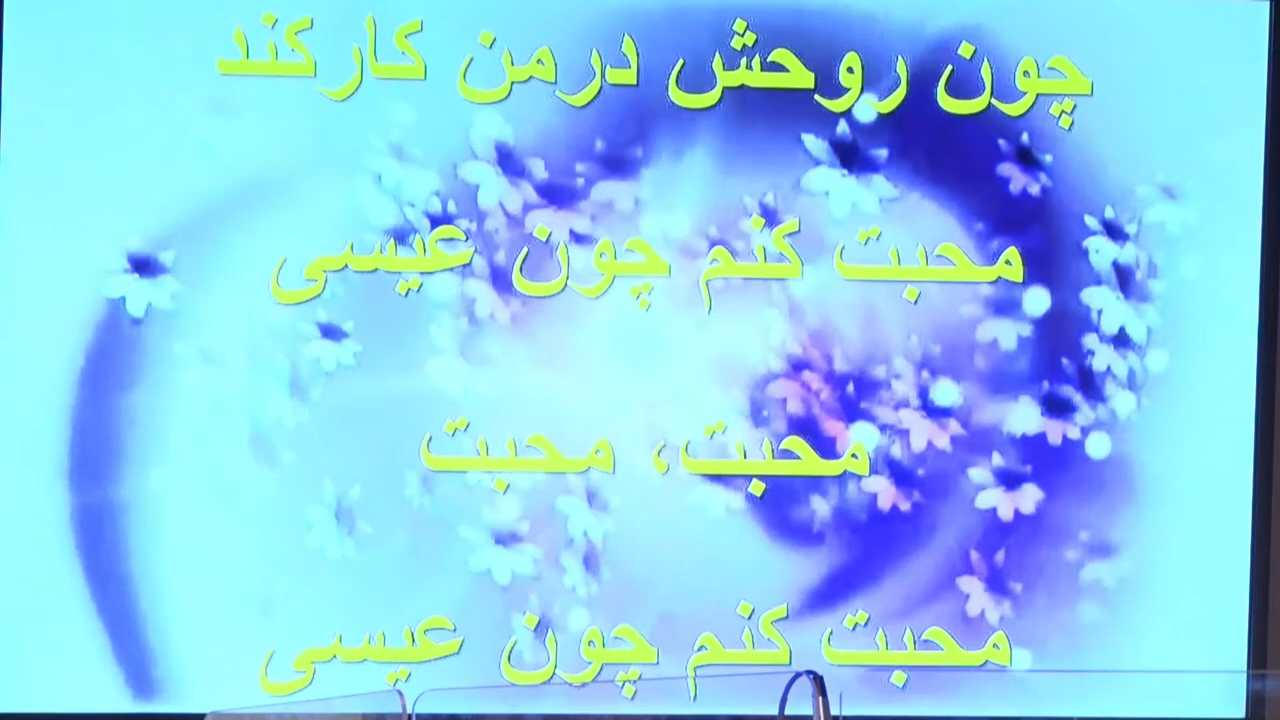 چون روحش درمن کارکند
محبت کنم چون عیسی
محبت، محبت
محبت کنم چون عیسی